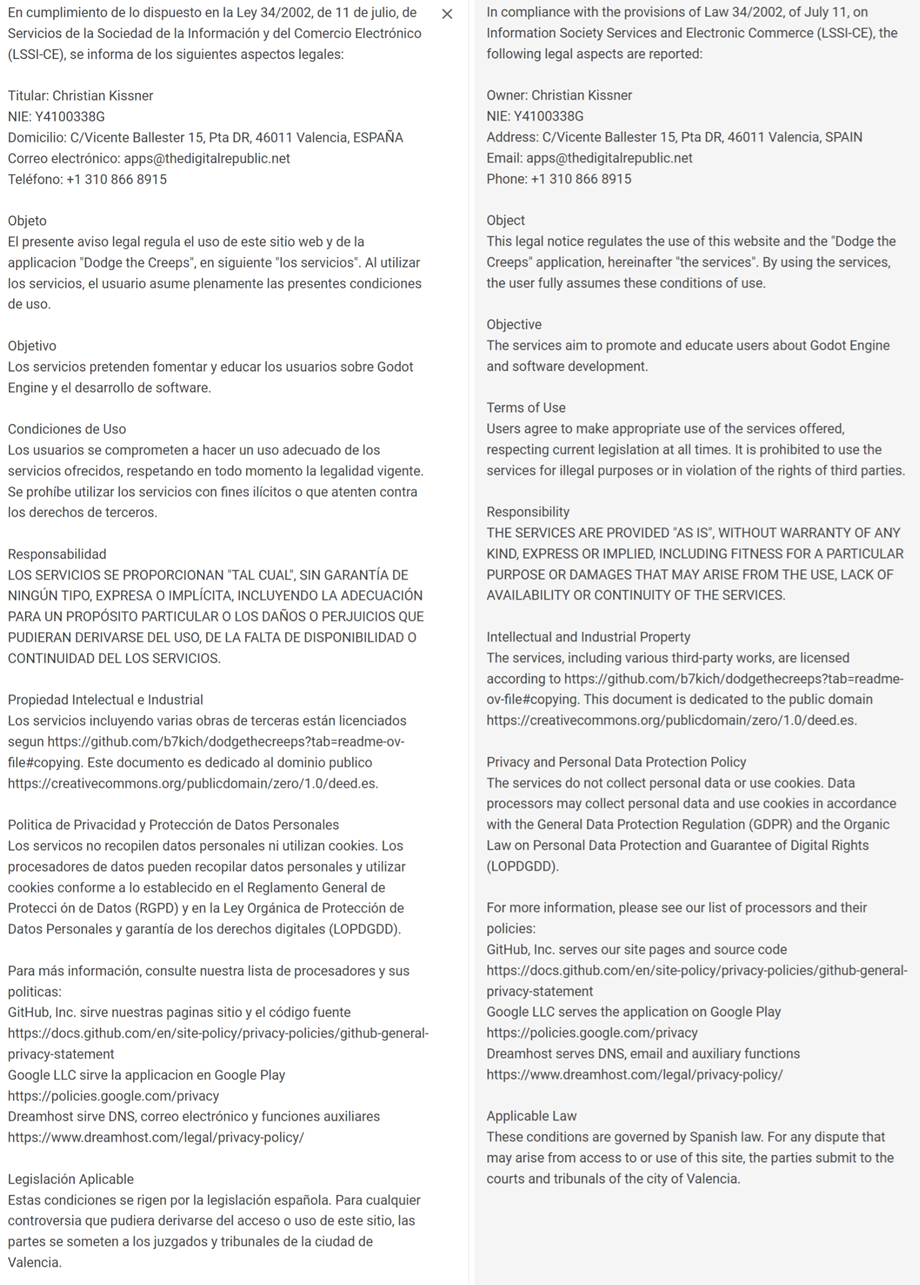 En cumplimiento de lo dispuesto en la Ley 34/2002, de 11 de julio, de
Servicios de la Sociedad de la Información y del Comercio Electrónico
(LSSI-CE), se informa de los siguientes aspectos legales:
Titular: Christian Kissner
NIE: Y4100338G
Domicilio: C/Vicente Ballester 15, Pta DR, 46011 Valencia, ESPAÑA
Correo electrónico: apps@thedigitalrepublic.net
Teléfono: +1 310 866 8915
Objeto
El presente aviso legal regula el uso de este sitio web y de la
applicacion "Dodge the Creeps", en siguiente "los servicios". Al utilizar
los servicios, el usuario asume plenamente las presentes condiciones
de uso.
Objetivo
Los servicios pretenden fomentar y educar los usuarios sobre Godot
Engine y el desarrollo de software.
Condiciones de Uso
Los usuarios se comprometen a hacer un uso adecuado de los
servicios ofrecidos, respetando en todo momento la legalidad vigente.
Se prohíbe utilizar los servicios con fines ilícitos o que atenten contra
los derechos de terceros.
Responsabilidad
LOS SERVICIOS SE PROPORCIONAN "TAL CUAL", SIN GARANTÍA DE
NINGÚN TIPO, EXPRESA O IMPLÍCITA, INCLUYENDO LA ADECUACIÓN
PARA UN PROPÓSITO PARTICULAR O LOS DAÑOS O PERJUICIOS QUE
PUDIERAN DERIVARSE DEL USO, DE LA FALTA DE DISPONIBILIDAD O
CONTINUIDAD DEL LOS SERVICIOS.
Propiedad Intelectual e Industrial
Los servicios incluyendo varias obras de terceras están licenciados
segun https://github.com/b7kich/dodgethecreeps?tab=readme-ov-
file#copying. Este documento es dedicado al dominio publico
https://creativecommons.org/publicdomain/zero/1.0/deed.es.
Politica de Privacidad y Protección de Datos Personales
Los servicos no recopilen datos personales ni utilizan cookies. Los
procesadores de datos pueden recopilar datos personales y utilizar
cookies conforme a lo establecido en el Reglamento General de
Protecci ón de Datos (RGPD) y en la Ley Orgánica de Protección de
Datos Personales y garantía de los derechos digitales (LOPDGDD).
Para más información, consulte nuestra lista de procesadores y sus
politicas:
GitHub, Inc. sirve nuestras paginas sitio y el código fuente
https://docs.github.com/en/site-policy/privacy-policies/github-general-
privacy-statement
Google LLC sirve la applicacion en Google Play
https://policies.google.com/privacy
Dreamhost sirve DNS, correo electrónico y funciones auxiliares
https://www.dreamhost.com/legal/privacy-policy/
Legislación Aplicable
Estas condiciones se rigen por la legislación española. Para cualquier
controversia que pudiera derivarse del acceso o uso de este sitio, las
partes se someten a los juzgados y tribunales de la ciudad de
Valencia.
In compliance with the provisions of Law 34/2002, of July 11, on
Information Society Services and Electronic Commerce (LSSI-CE), the
following legal aspects are reported:
Owner: Christian Kissner
NIE: Y4100338G
Address: C/Vicente Ballester 15, Pta DR, 46011 Valencia, SPAIN
Email: apps@thedigitalrepublic.net
Phone: +1 310 866 8915
Object
This legal notice regulates the use of this website and the "Dodge the
Creeps" application, hereinafter "the services". By using the services,
the user fully assumes these conditions of use.
Objective
The services aim to promote and educate users about Godot Engine
and software development.
Terms of Use
Users agree to make appropriate use of the services offered,
respecting current legislation at all times. It is prohibited to use the
services for illegal purposes or in violation of the rights of third parties.
Responsibility
THE SERVICES ARE PROVIDED "AS IS", WITHOUT WARRANTY OF ANY
KIND, EXPRESS OR IMPLIED, INCLUDING FITNESS FOR A PARTICULAR
PURPOSE OR DAMAGES THAT MAY ARISE FROM THE USE, LACK OF
AVAILABILITY OR CONTINUITY OF THE SERVICES.
Intellectual and Industrial Property
The services, including various third-party works, are licensed
according to https://github.com/b7kich/dodgethecreeps?tab=readme-
ov-file#copying. This document is dedicated to the public domain
https://creativecommons.org/publicdomain/zero/1.0/deed.es.
Privacy and Personal Data Protection Policy
The services do not collect personal data or use cookies. Data
processors may collect personal data and use cookies in accordance
with the General Data Protection Regulation (GDPR) and the Organic
Law on Personal Data Protection and Guarantee of Digital Rights
(LOPDGDD).
For more information, please see our list of processors and their
policies:
GitHub, Inc. serves our site pages and source code
https://docs.github.com/en/site-policy/privacy-policies/github-general-
privacy-statement
Google LLC serves the application on Google Play
https://policies.google.com/privacy
Dreamhost serves DNS, email and auxiliary functions
https://www.dreamhost.com/legal/privacy-policy/
Applicable Law
These conditions are governed by Spanish law. For any dispute that
may arise from access to or use of this site, the parties submit to the
courts and tribunals of the city of Valencia.